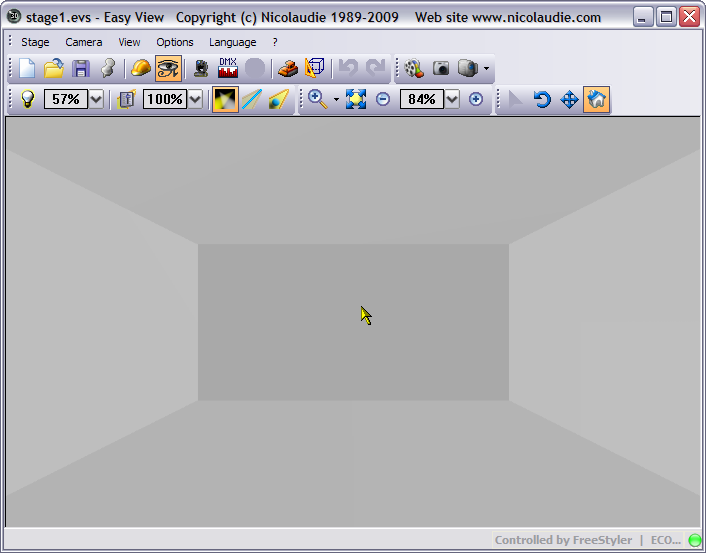 stage1.evs - Easy View   Copyright (c) Nicolaudie 1989-2009    Web site www.nicolaudie.com
Stage Camera View Options Language ?
DMX
57% 100% 84%
Controlled by FreeStyler | ECO...